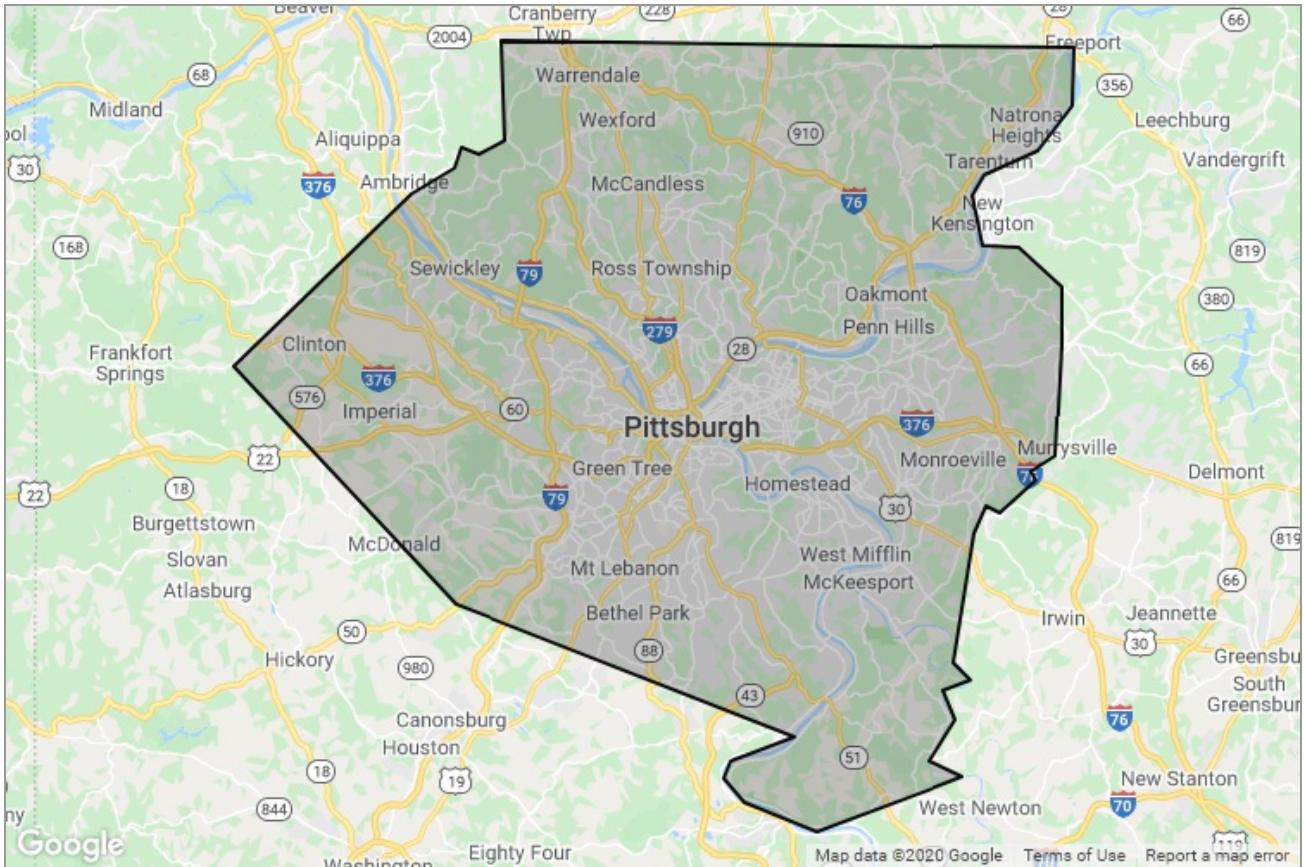 Beaver
Cranberry
Twp
228
28
66
2004
Freeport
68
Warrendale
356
Midland
Natrona
Heights
Wexford
910
Leechburg
Aliquippa
30
Tarentum
Vandergrift
376
Ambridge
McCandless
76
New
Kensington
168
819
Sewickley
79
Ross Township
Oakmont
380
279
Penn Hills
Clinton
28
Frankfort
Springs
376
66
576
Imperial
60
376
Pittsburgh
22
Green Tree
Monroeville
Murrysville
Delmont
22
18
79
Homestead
30
Burgettstown
819
McDonald
West Mifflin
Slovan
Mt Lebanon
McKeesport
66
Atlasburg
Bethel Park
Irwin
Jeannette
50
88
30
Hickory
980
Greensbu
South
Greensbur
43
Canonsburg
76
Houston
51
18
19
New Stanton
844
West Newton
70
Google
Eighty Four
119
Washington
Map data ©2020 Google
Terms of Use
Report a map error